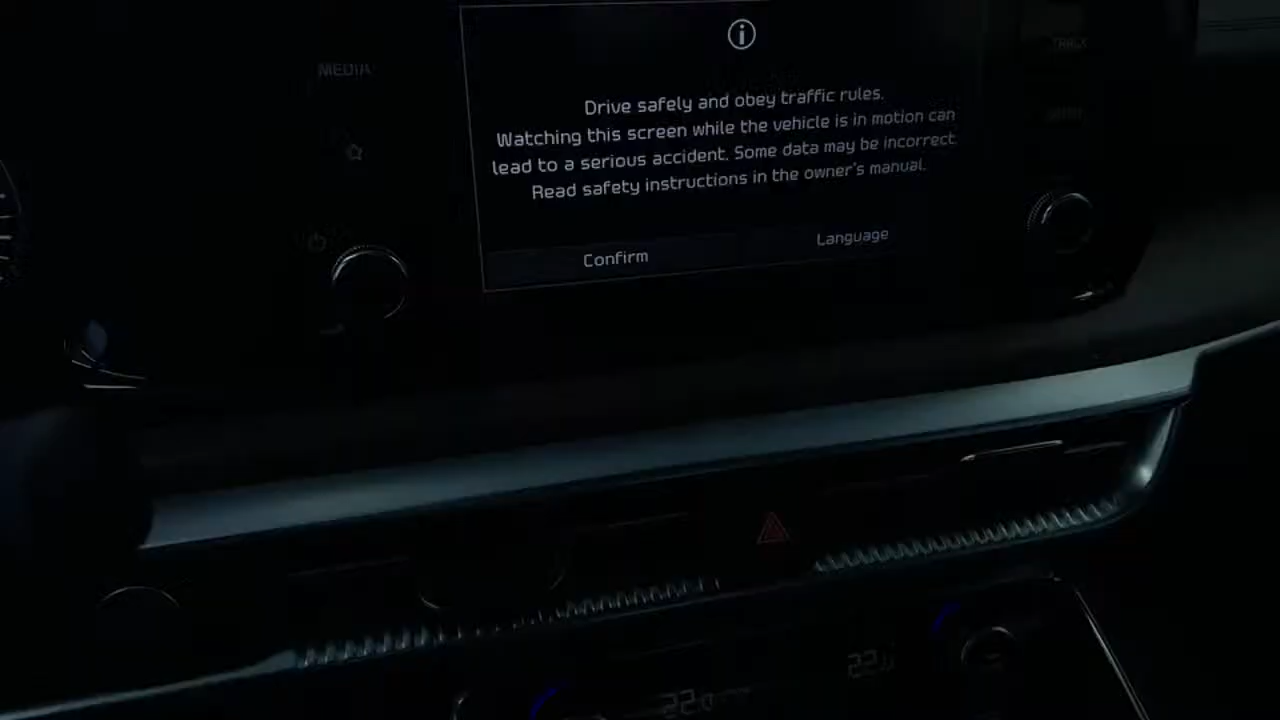 MEDIA
TRACK
Drive safely and obey traffic rules.
Watching this screen while the vehicle is in motion can
lead to a serious accident. Some data may be incorrect.
Read safety instructions in the owner's manual.
Confirm
Language